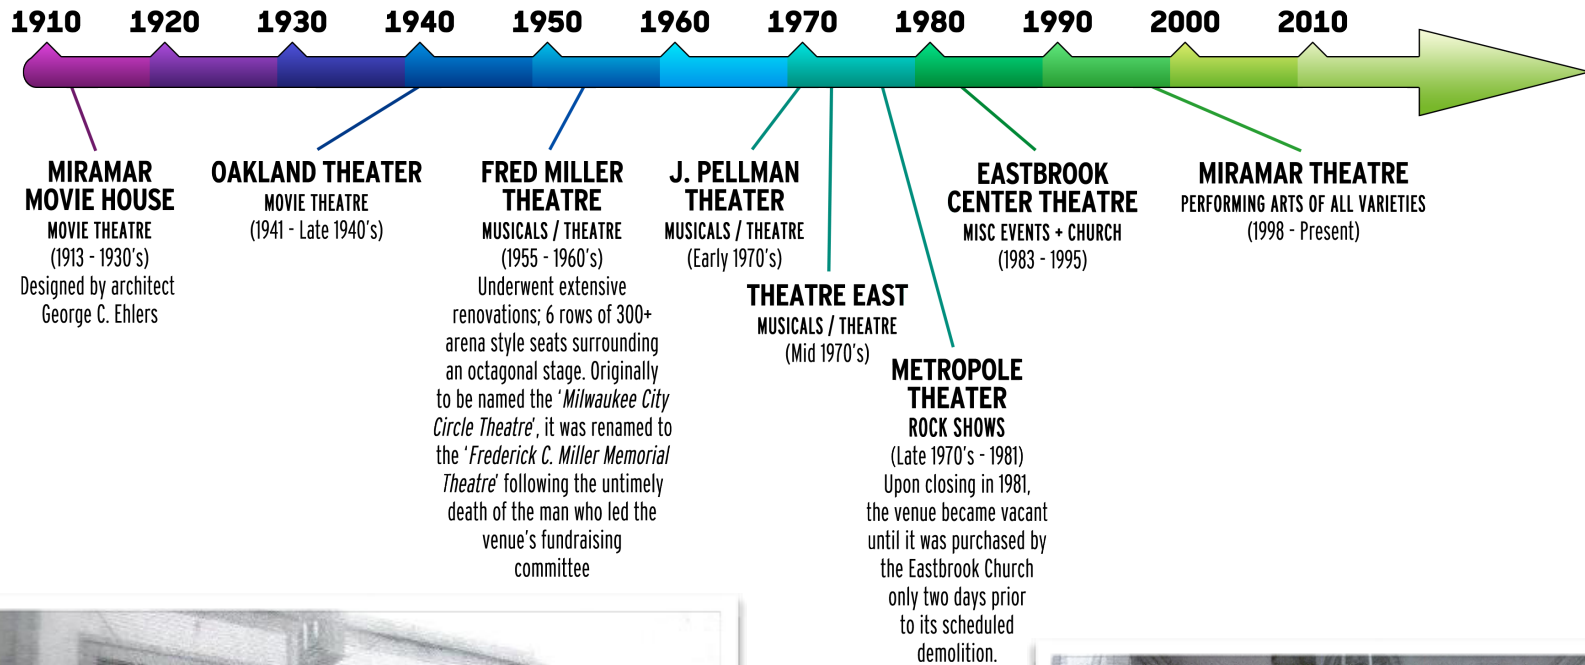 1910 1920 1930 1940 1950 1960 1970 1980 1990 2000 2010
MIRAMAR
MOVIE HOUSE
MOVIE THEATRE
(1913 - 1930's)
Designed by architect
George C. Ehlers
OAKLAND THEATER
MOVIE THEATRE
(1941 - Late 1940's)
FRED MILLER
THEATRE
MUSICALS / THEATRE
(1955 - 1960's)
Underwent extensive
renovations; 6 rows of 300+
arena style seats surrounding
an octagonal stage. Originally
to be named the 'Milwaukee City
Circle Theatre', it was renamed to
the 'Frederick C. Miller Memorial
Theatre' following the untimely
death of the man who led the
venue's fundraising
committee
J. PELLMAN
THEATER
MUSICALS / THEATRE
(Early 1970's)
THEATRE EAST
MUSICALS / THEATRE
(Mid 1970's)
METROPOLE
THEATER
ROCK SHOWS
(Late 1970's - 1981)
Upon closing in 1981,
the venue became vacant
until it was purchased by
the Eastbrook Church
only two days prior
to its scheduled
demolition.
EASTBROOK
CENTER THEATRE
MISC EVENTS + CHURCH
(1983 - 1995)
MIRAMAR THEATRE
PERFORMING ARTS OF ALL VARIETIES
(1998 - Present)